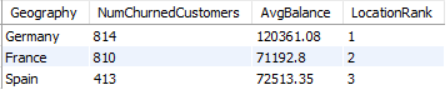 Geography NumChurnedCustomers AvgBalance LocationRank
Germany 814 120361.08 1
France 810 71192.8 2
Spain 413 72513.35 3